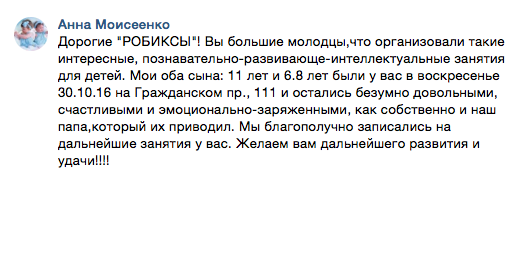 Анна Моисеенко
Дорогие "РОБИКСЫ"! Вы большие молодцы,что организовали такие
интересные, познавательно-развивающе-интеллектуальные занятия
для детей. Мои оба сына: 11 лет и 6.8 лет были у вас в воскресенье
30.10.16 на Гражданском пр., 111 и остались безумно довольными,
счастливыми и эмоционально-заряженными, как собственно и наш
папа,который их приводил. Мы благополучно записались на
дальнейшие занятия у вас. Желаем вам дальнейшего развития и
удачи!!!!